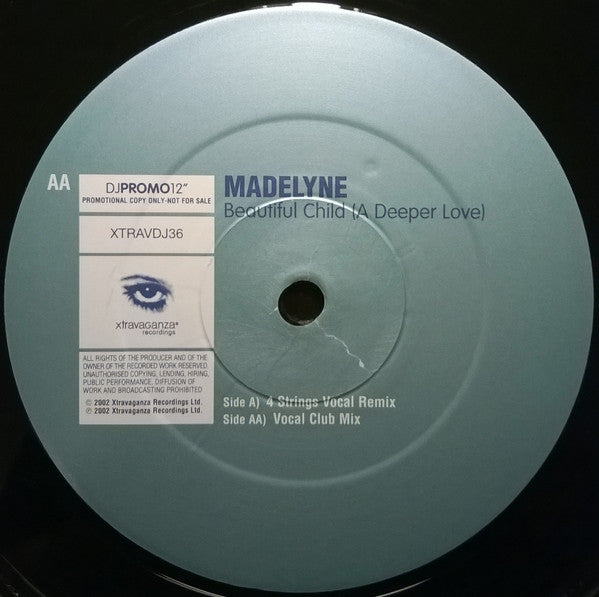 AA
DJPROMO12"
PROMOTIONAL COPY ONLY-NOT FOR SALE
XTRAVDJ36
xtravaganza®
recordings
ALL RIGHTS OF THE PRODUCER AND OF THE
OWNER OF THE RECORDED WORK RESERVED.
UNAUTHORISED COPYING, LENDING, HIRING,
PUBLIC PERFORMANCE, DIFFUSION OF
WORK AND BROADCASTING PROHIBITED
© 2002 Xtravaganza Recordings Ltd.
℗ 2002 Xtravaganza Recordings Ltd.
MADELYNE
Beautiful Child (A Deeper Love)
Side A) 4 Strings Vocal Remix
Side AA) Vocal Club Mix